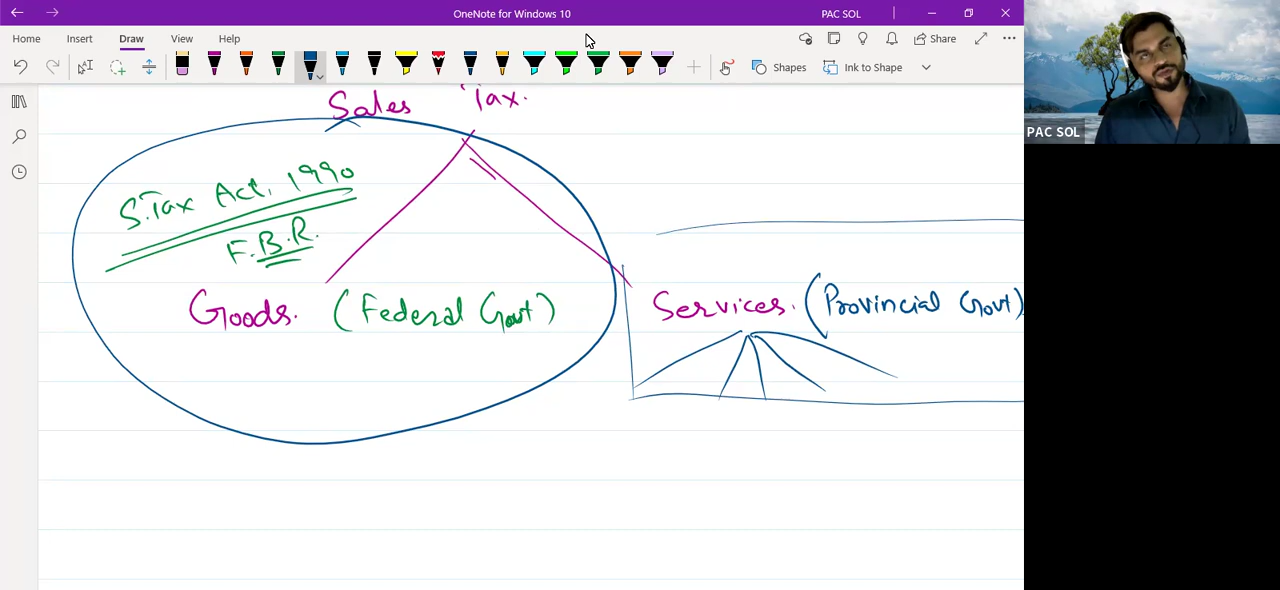 OneNote for Windows 10
PAC SOL
Home Insert Draw View Help
Share
Shapes
Ink to Shape
PAC SOL
Sales Tax.
S.Tax Act, 1990
F.B.R.
Goods. (Federal Govt)
Services. (Provincial Govt)